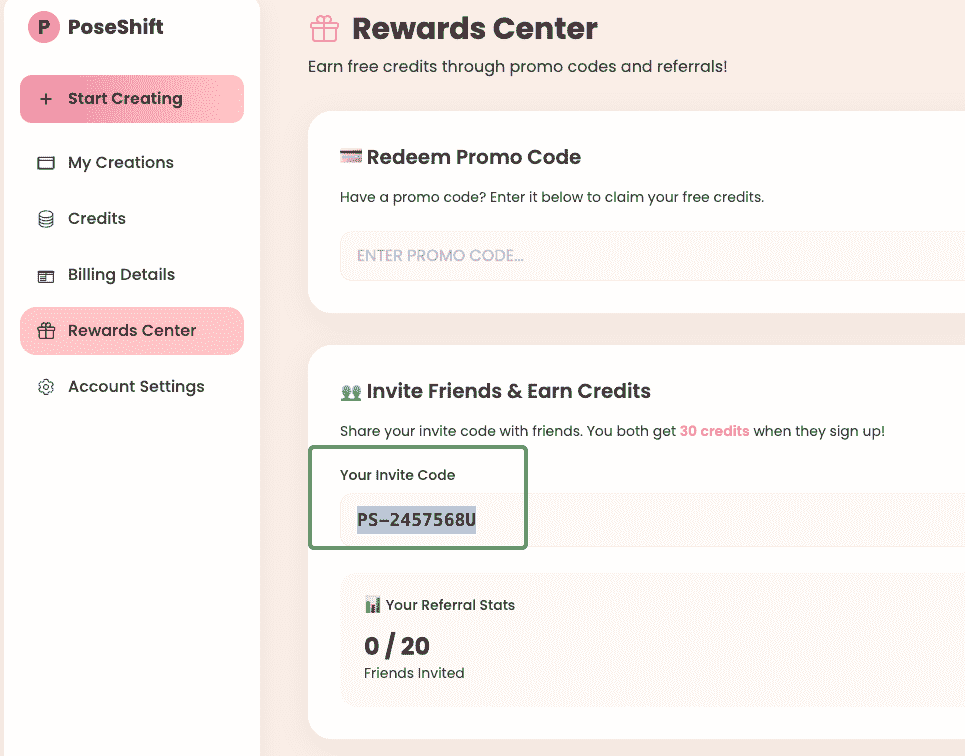 P PoseShift
+ Start Creating
My Creations
Credits
Billing Details
Rewards Center
Account Settings
Rewards Center
Earn free credits through promo codes and referrals!
Redeem Promo Code
Have a promo code? Enter it below to claim your free credits.
ENTER PROMO CODE...
Invite Friends & Earn Credits
Share your invite code with friends. You both get 30 credits when they sign up!
Your Invite Code
PS-2457568U
Your Referral Stats
0 / 20
Friends Invited